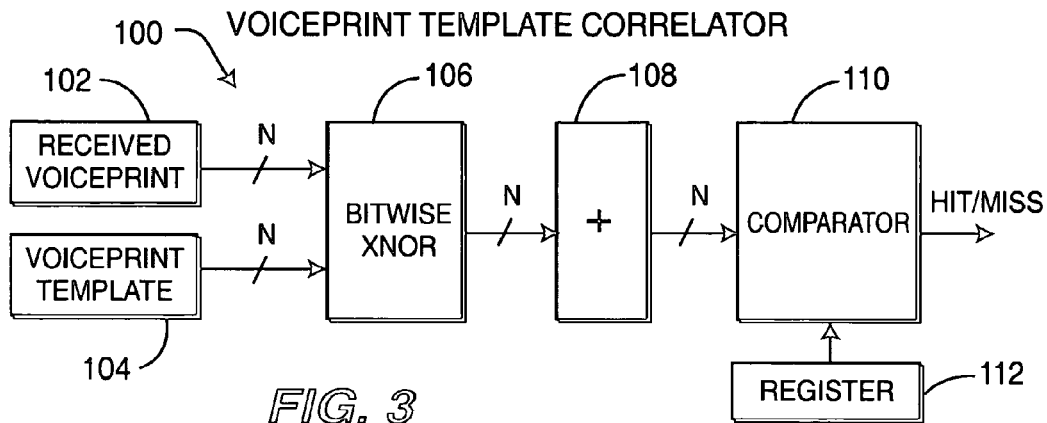 VOICEPRINT TEMPLATE CORRELATOR
100
102
106
108
110
RECEIVED
VOICEPRINT
N
BITWISE
XNOR
N
+
N
COMPARATOR
HIT/MISS
VOICEPRINT
TEMPLATE
N
104
REGISTER
112
FIG. 3